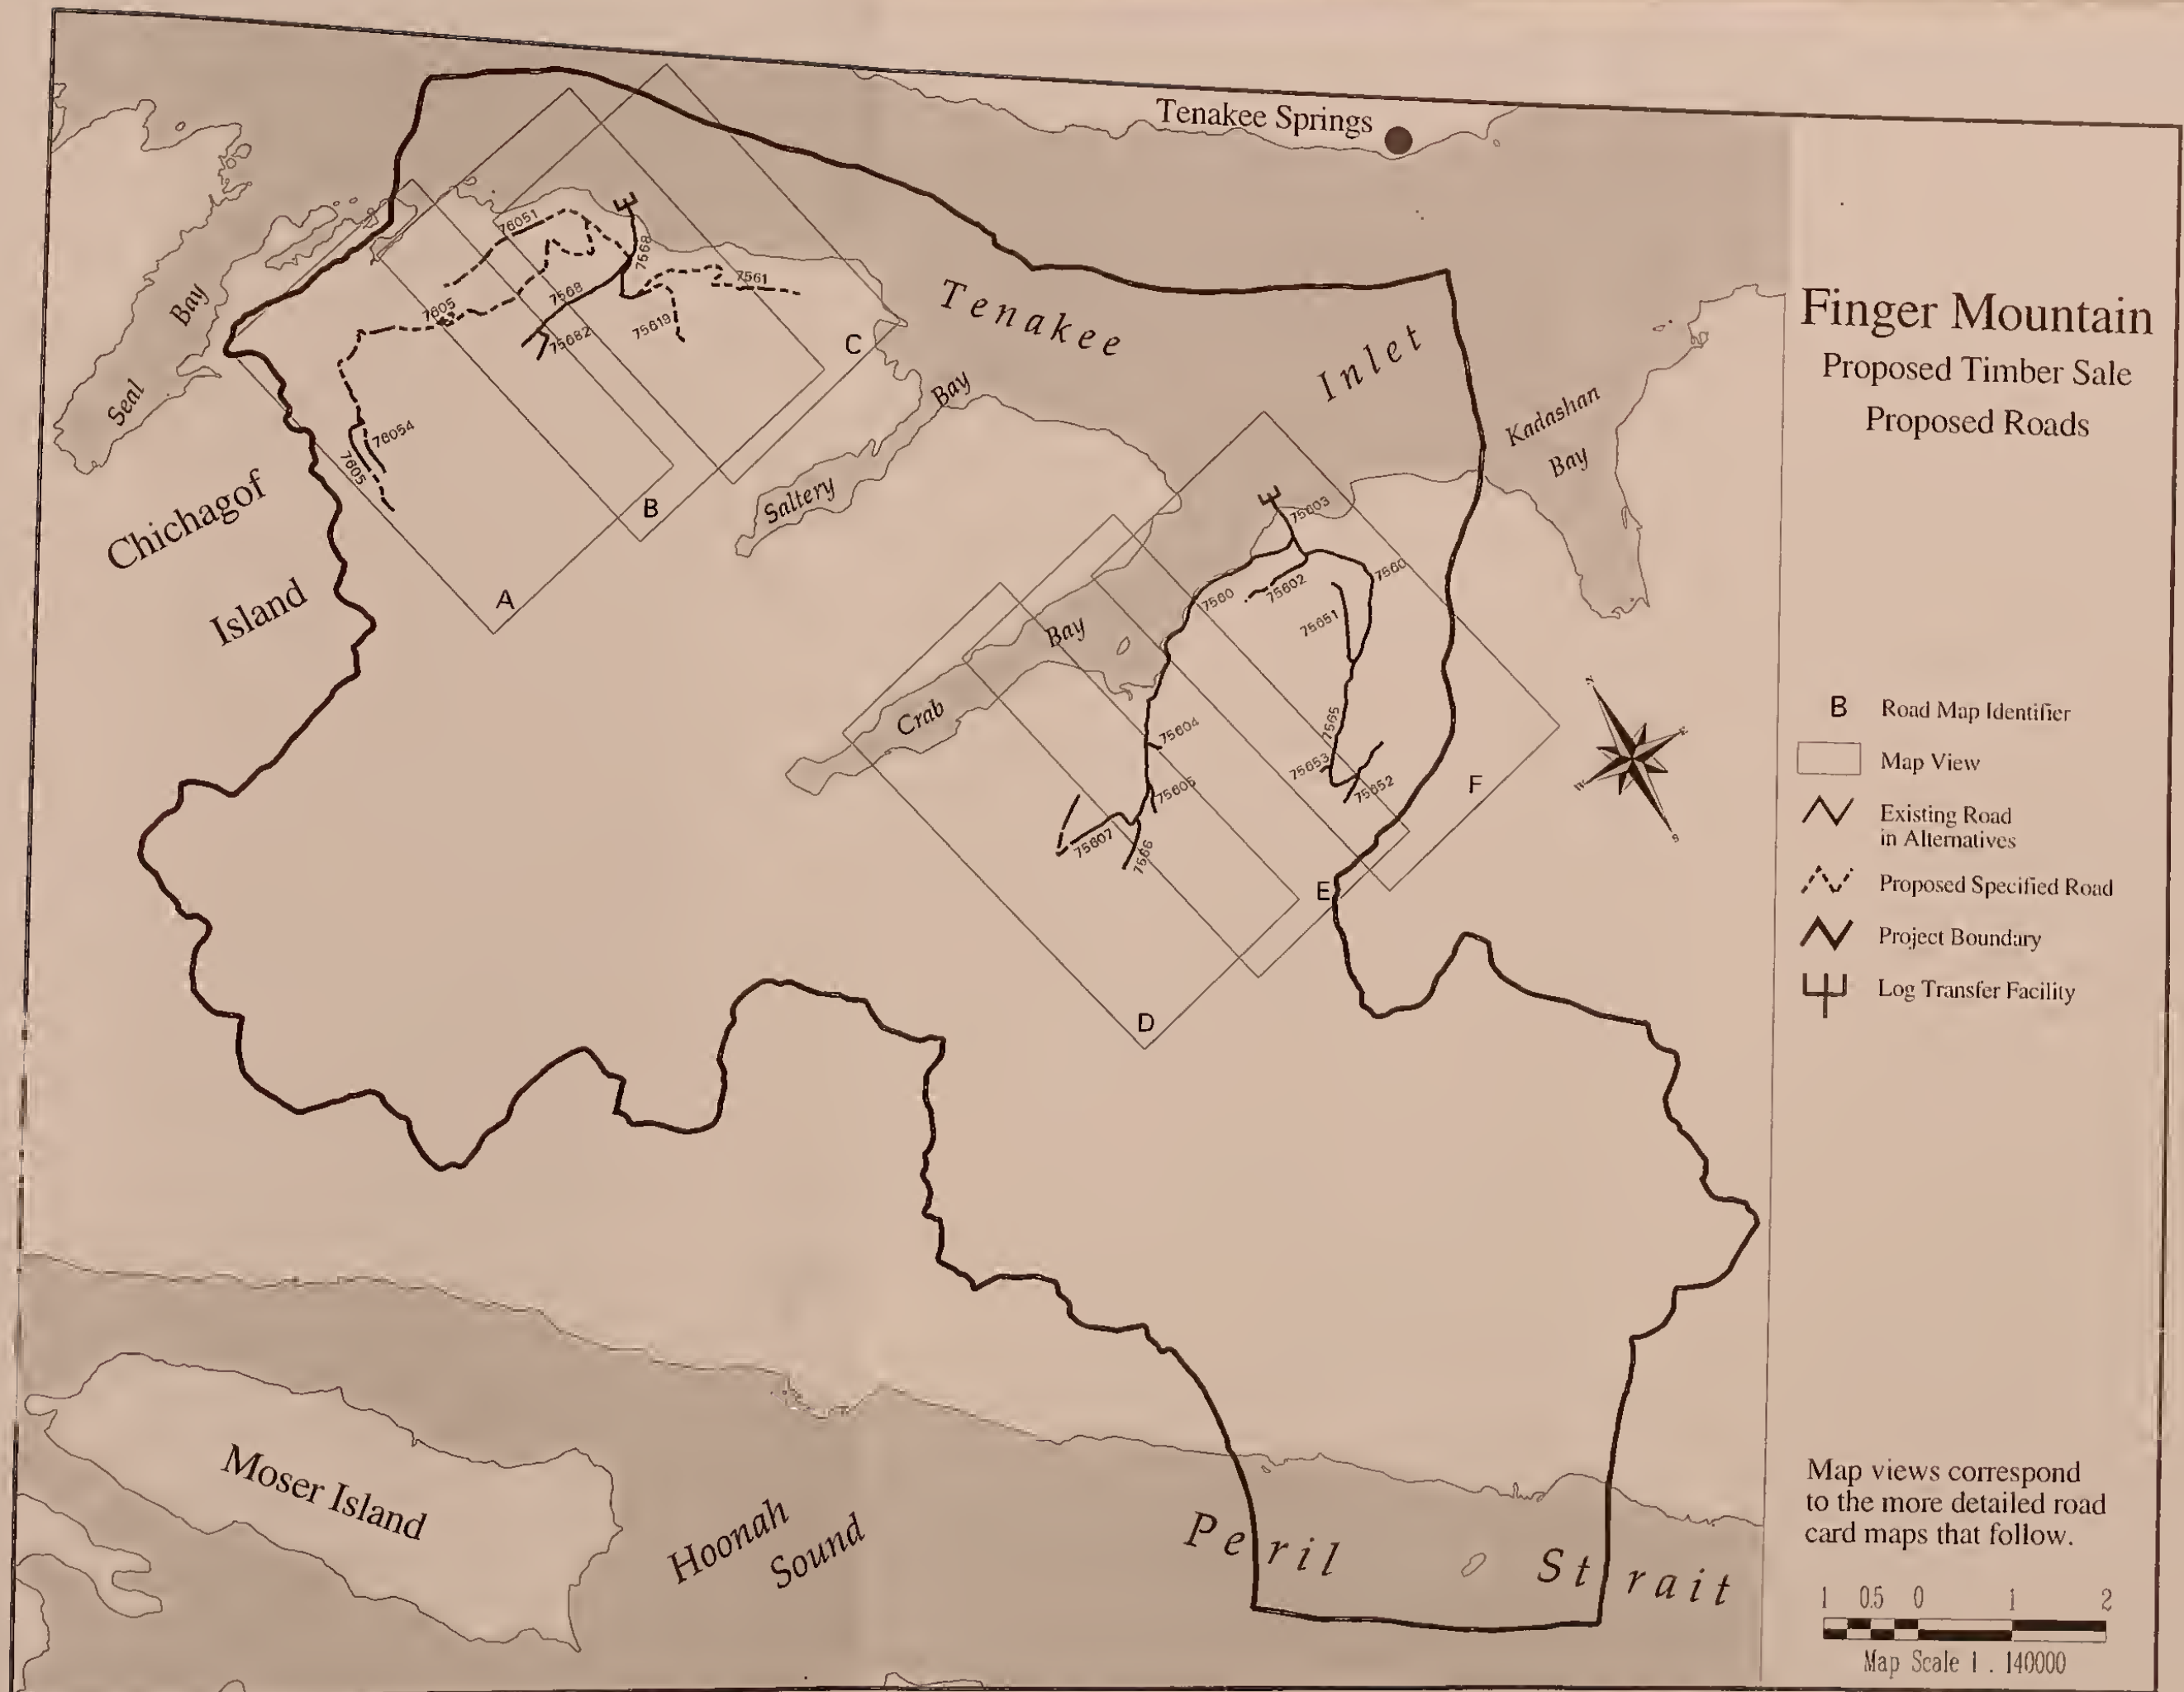 Tenakee Springs
Tenakee
Inlet
Seal
Bay
Chichagof
Island
Saltery
Bay
Kadashan
Bay
Crab
Bay
Moser Island
Hoonah
Sound
Peril Strait
76051
7568
7561
7605
7568
75682
75619
76054
7605
A
B
C
75603
7560
75602
7560
75651
75604
7565
75653
75652
75605
75607
7566
D
E
F
Finger Mountain
Proposed Timber Sale
Proposed Roads
N
E
W
S
B Road Map Identifier
Map View
Existing Road
in Alternatives
Proposed Specified Road
Project Boundary
Log Transfer Facility
Map views correspond
to the more detailed road
card maps that follow.
1 0.5 0 1 2
Map Scale 1 . 140000